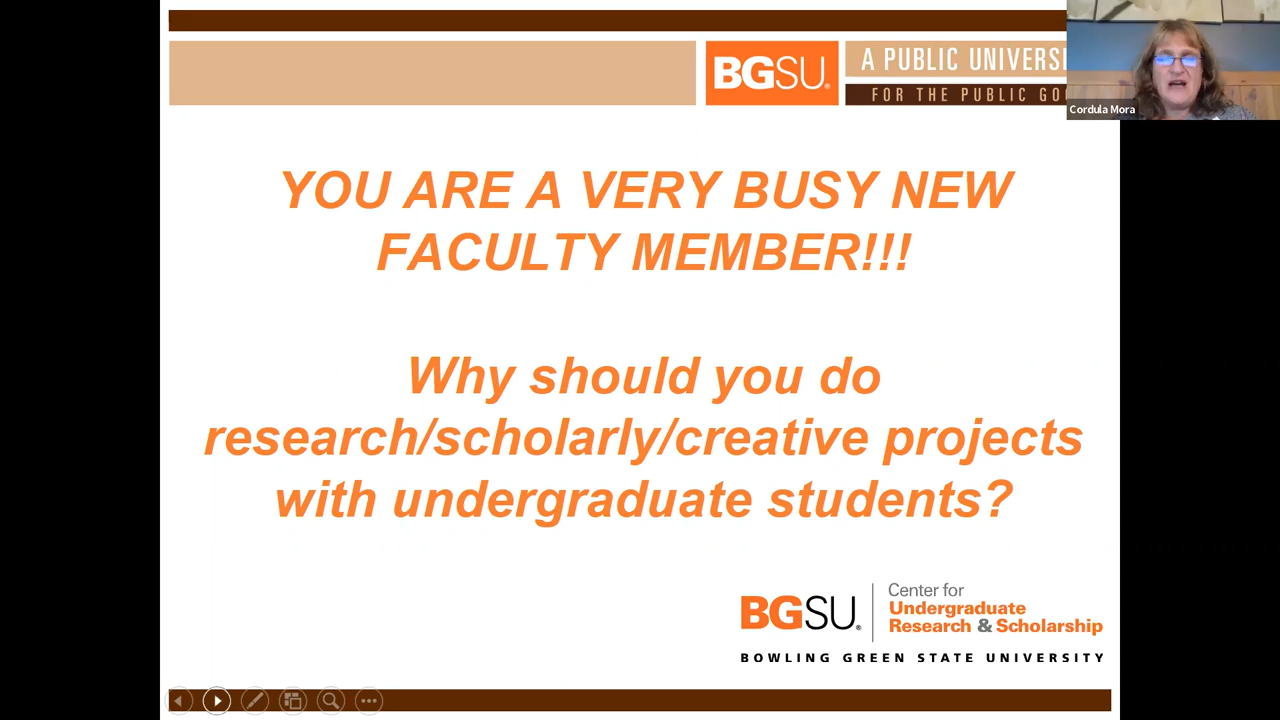 BGSU®
A PUBLIC UNIVERSI
FOR THE PUBLIC GO
Cordula Mora
YOU ARE A VERY BUSY NEW
FACULTY MEMBER!!!
Why should you do
research/scholarly/creative projects
with undergraduate students?
BGSU®
Center for
Undergraduate
Research & Scholarship
BOWLING GREEN STATE UNIVERSITY